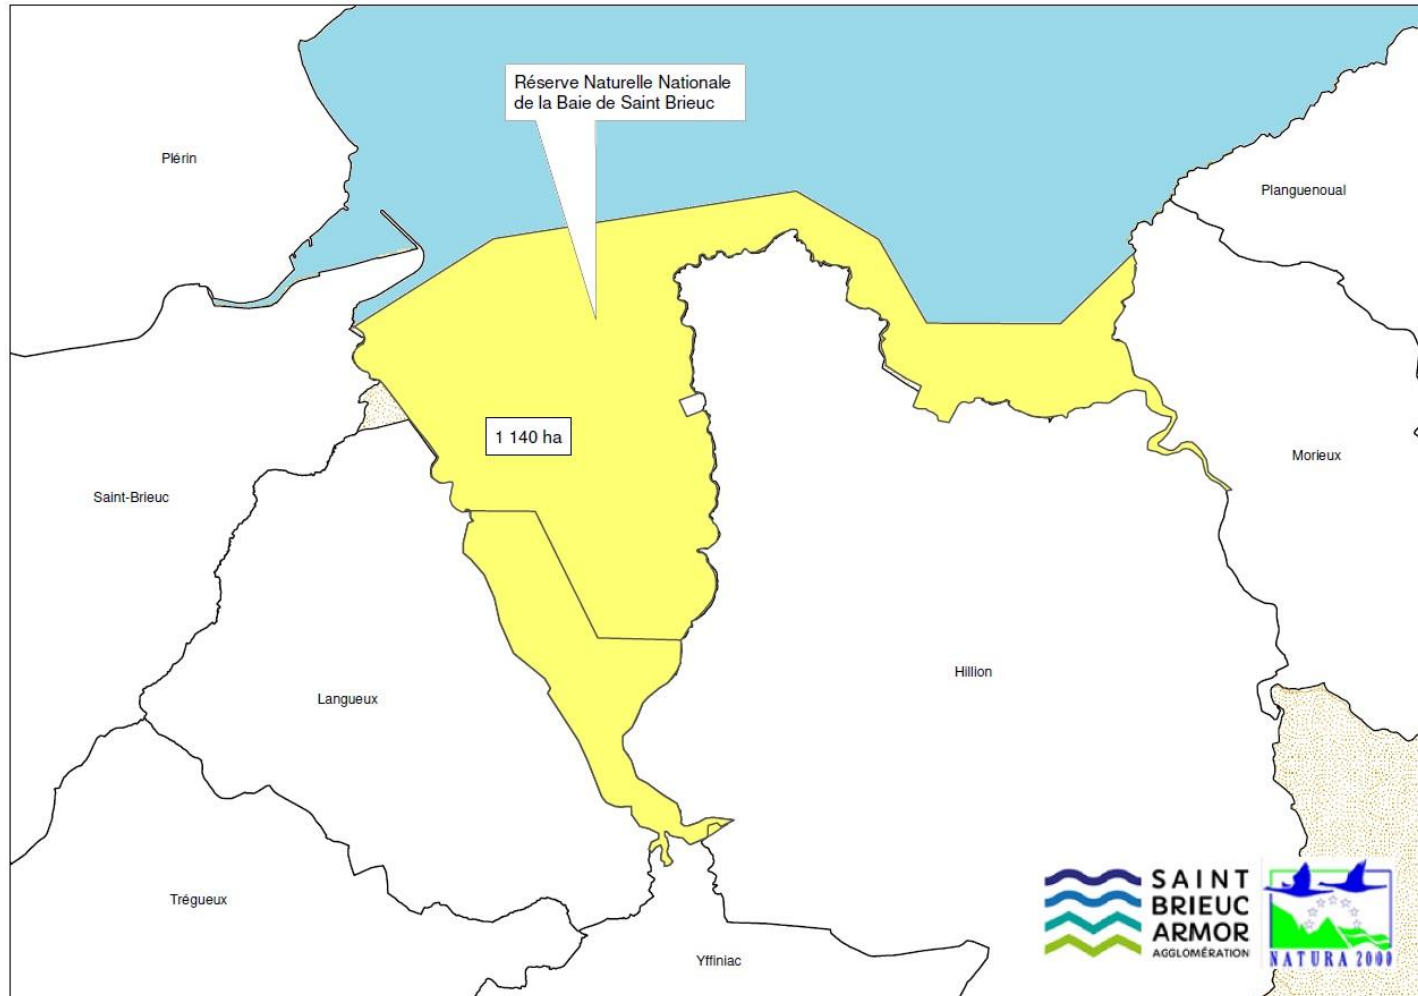 Réserve Naturelle Nationale
de la Baie de Saint Brieuc
Plérin
Planguenoual
1 140 ha
Morieux
Saint-Brieuc
Hillion
Langueux
Trégueux
Yffiniac
SAINT
BRIEUC
ARMOR
AGGLOMÉRATION
NATURA 2000